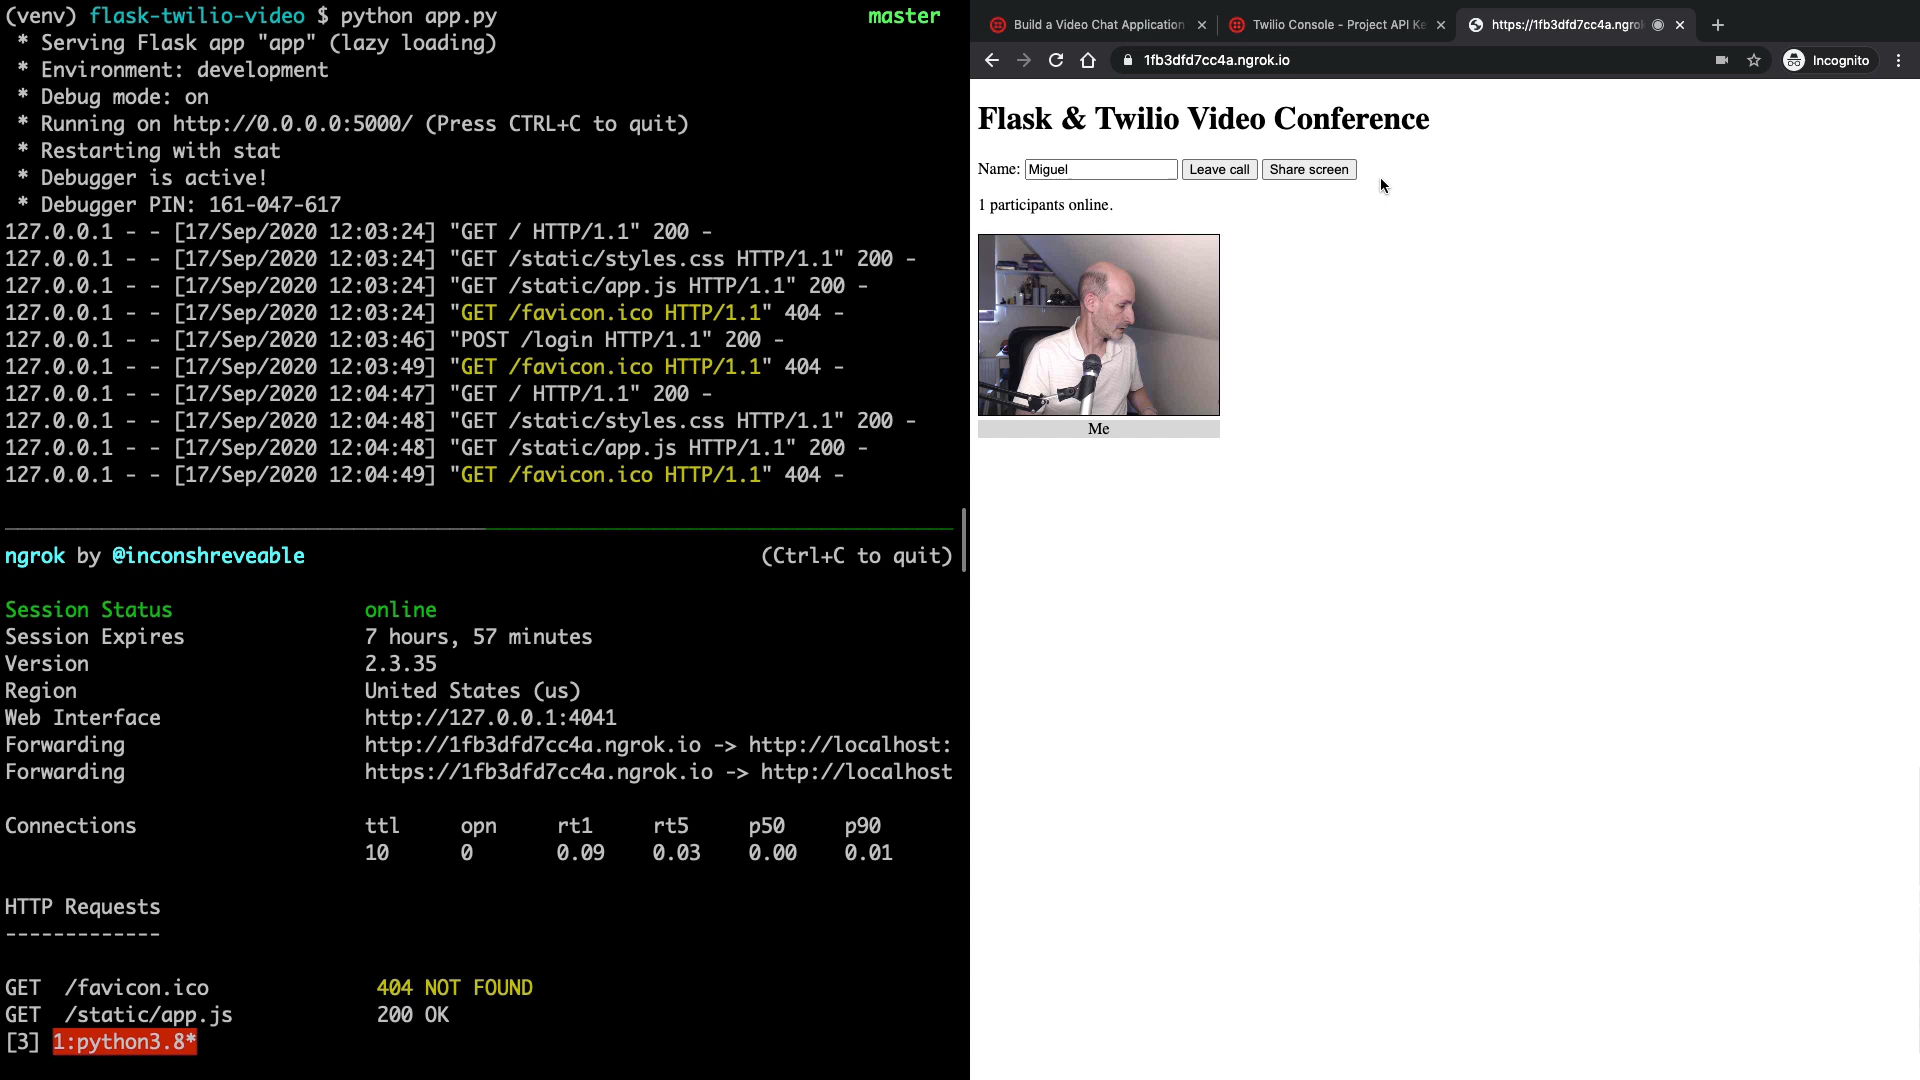 (venv) flask-twilio-video $ python app.py master
* Serving Flask app "app" (lazy loading)
* Environment: development
* Debug mode: on
* Running on http://0.0.0.0:5000/ (Press CTRL+C to quit)
* Restarting with stat
* Debugger is active!
* Debugger PIN: 161-047-617
127.0.0.1 - - [17/Sep/2020 12:03:24] "GET / HTTP/1.1" 200 -
127.0.0.1 - - [17/Sep/2020 12:03:24] "GET /static/styles.css HTTP/1.1" 200 -
127.0.0.1 - - [17/Sep/2020 12:03:24] "GET /static/app.js HTTP/1.1" 200 -
127.0.0.1 - - [17/Sep/2020 12:03:24] "GET /favicon.ico HTTP/1.1" 404 -
127.0.0.1 - - [17/Sep/2020 12:03:46] "POST /login HTTP/1.1" 200 -
127.0.0.1 - - [17/Sep/2020 12:03:49] "GET /favicon.ico HTTP/1.1" 404 -
127.0.0.1 - - [17/Sep/2020 12:04:47] "GET / HTTP/1.1" 200 -
127.0.0.1 - - [17/Sep/2020 12:04:48] "GET /static/styles.css HTTP/1.1" 200 -
127.0.0.1 - - [17/Sep/2020 12:04:48] "GET /static/app.js HTTP/1.1" 200 -
127.0.0.1 - - [17/Sep/2020 12:04:49] "GET /favicon.ico HTTP/1.1" 404 -
ngrok by @inconshreveable (Ctrl+C to quit)
Session Status online
Session Expires 7 hours, 57 minutes
Version 2.3.35
Region United States (us)
Web Interface http://127.0.0.1:4041
Forwarding http://1fb3dfd7cc4a.ngrok.io -> http://localhost:
Forwarding https://1fb3dfd7cc4a.ngrok.io -> http://localhost
Connections ttl opn rt1 rt5 p50 p90
10 0 0.09 0.03 0.00 0.01
HTTP Requests
-------------
GET /favicon.ico 404 NOT FOUND
GET /static/app.js 200 OK
[3] 1:python3.8*
Build a Video Chat Application
Twilio Console - Project API Ke
https://1fb3dfd7cc4a.ngrok
1fb3dfd7cc4a.ngrok.io
Incognito
Flask & Twilio Video Conference
Name: Miguel Leave call Share screen
1 participants online.
Me